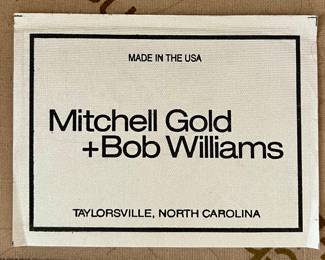 MADE IN THE USA
Mitchell Gold
+Bob Williams
TAYLORSVILLE, NORTH CAROLINA